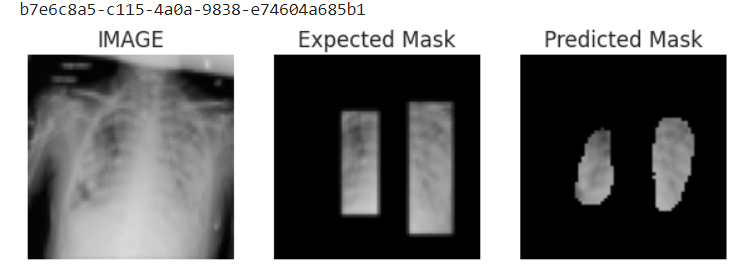 b7e6c8a5-c115-4a0a-9838-e74604a685b1
IMAGE
Expected Mask
Predicted Mask